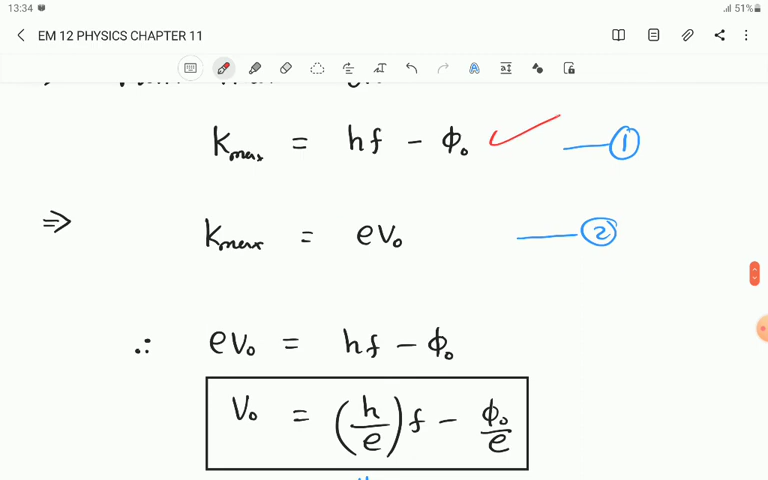 13:34 51%
EM 12 PHYSICS CHAPTER 11
Kmax = hf - ϕ₀ ①
⇒ Kmax = eV₀ ②
∴ eV₀ = hf - ϕ₀
V₀ = (h/e) f - ϕ₀/e